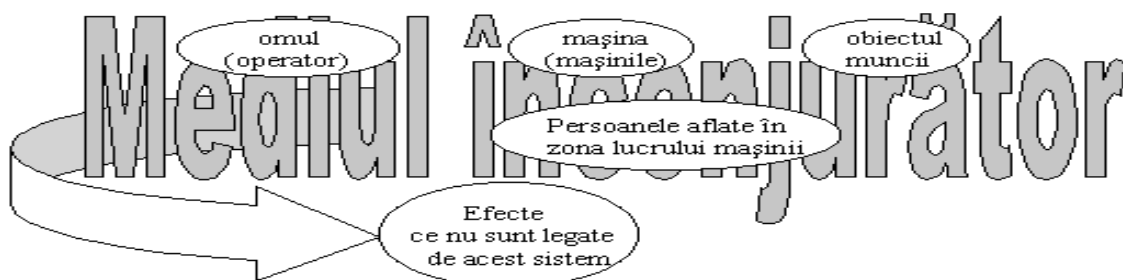 Mediul înconjurător
omul
(operator)
maşina
(maşinile)
obiectul
muncii
Persoanele aflate în
zona lucrului maşinii
Efecte
ce nu sunt legate
de acest sistem